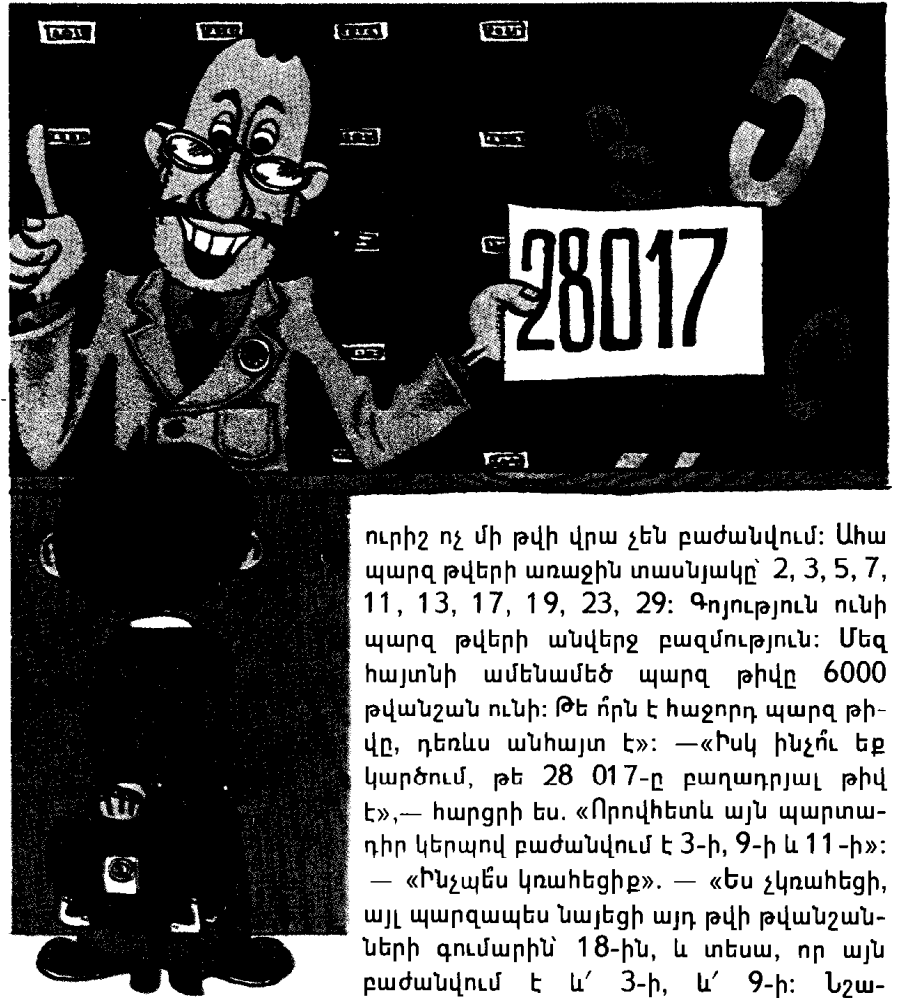 5
28017
ուրիշ ոչ մի թվի վրա չեն բաժանվում: Ահա
պարզ թվերի առաջին տասնյակը՝ 2, 3, 5, 7,
11, 13, 17, 19, 23, 29: Գոյություն ունի
պարզ թվերի անվերջ բազմություն: Մեզ
հայտնի ամենամեծ պարզ թիվը 6000
թվանշան ունի: Թե ո՞րն է հաջորդ պարզ թի-
վը, դեռևս անհայտ է»: —«Իսկ ինչո՞ւ եք
կարծում, թե 28 017-ը բաղադրյալ թիվ
է»,— հարցրի ես. «Որովհետև այն պարտա-
դիր կերպով բաժանվում է 3-ի, 9-ի և 11-ի»:
— «Ինչպե՞ս կռահեցիք». — «Ես չկռահեցի,
այլ պարզապես նայեցի այդ թվի թվանշան-
ների գումարին՝ 18-ին, և տեսա, որ այն
բաժանվում է և՛ 3-ի, և՛ 9-ի: Նշա-